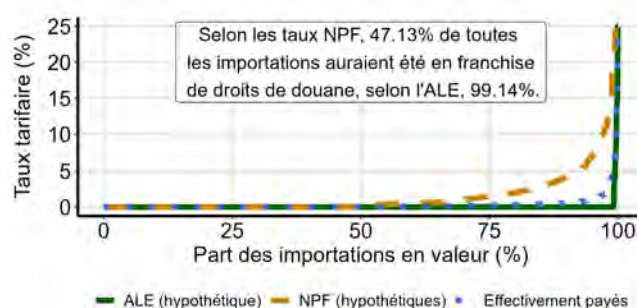 Selon les taux NPF, 47.13% de toutes
les importations auraient été en franchise
de droits de douane, selon l'ALE, 99.14%.
Taux tarifaire (%)
25
20
15
10
5
0
0 25 50 75 100
Part des importations en valeur (%)
ALE (hypothétique) NPF (hypothétiques) Effectivement payés